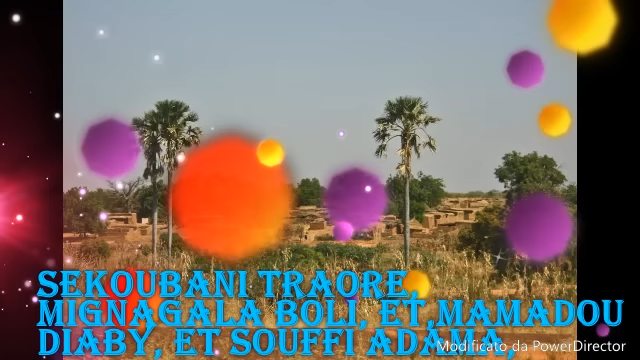 SEKOUBANI TRAORE,
MIGNAGALA BOLI, ET MAMADOU
DIABY, ET SOUFFI ADAMA
Modificato da PowerDirector